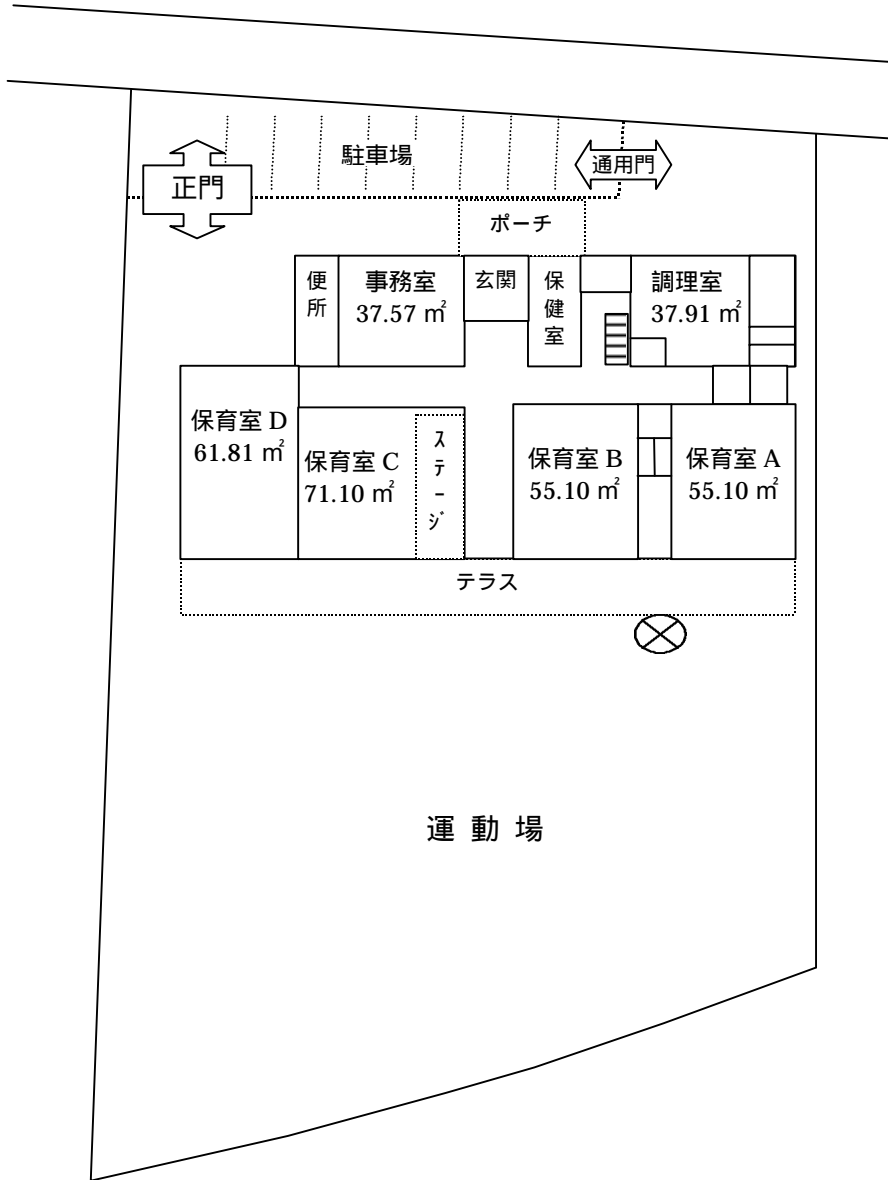 駐車場
通用門
正門
ポーチ
便所
事務室
37.57 ㎡
玄関
保健室
調理室
37.91 ㎡
保育室 D
61.81 ㎡
保育室 C
71.10 ㎡
ｽﾃｰｼﾞ
保育室 B
55.10 ㎡
保育室 A
55.10 ㎡
テラス
運 動 場